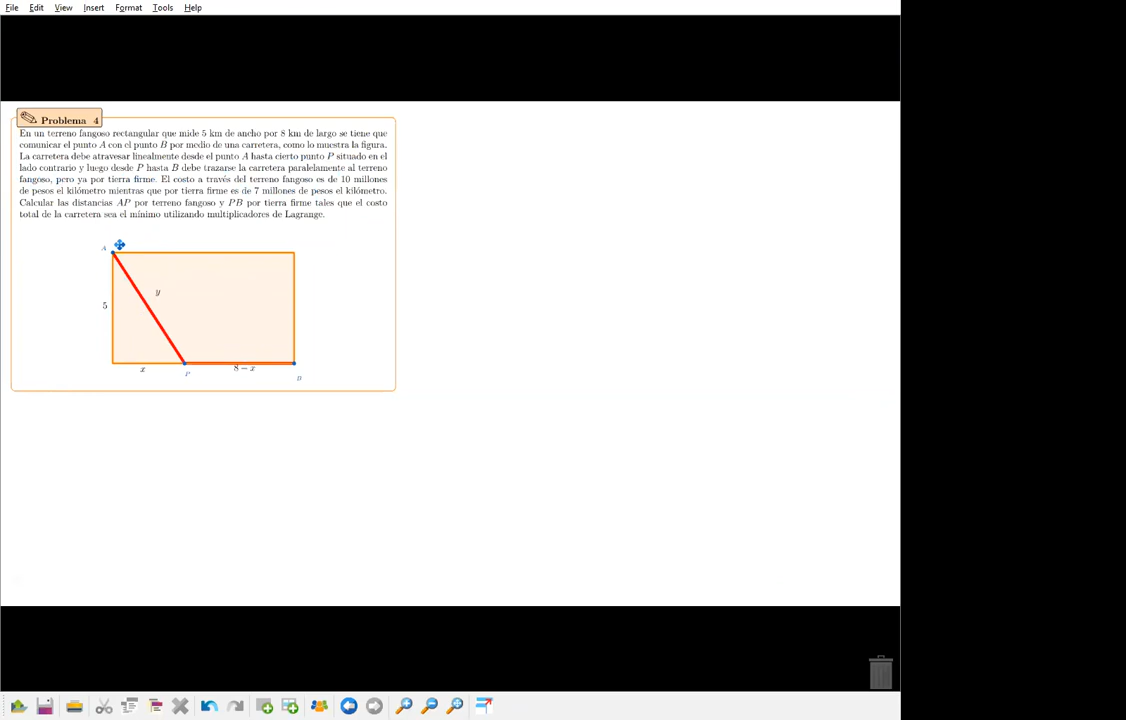 File Edit View Insert Format Tools Help
Problema 4
En un terreno fangoso rectangular que mide 5 km de ancho por 8 km de largo se tiene que
comunicar el punto A con el punto B por medio de una carretera, como lo muestra la figura.
La carretera debe atravesar linealmente desde el punto A hasta cierto punto P situado en el
lado contrario y luego desde P hasta B debe trazarse la carretera paralelamente al terreno
fangoso, pero ya por tierra firme. El costo a través del terreno fangoso es de 10 millones
de pesos el kilómetro mientras que por tierra firme es de 7 millones de pesos el kilómetro.
Calcular las distancias AP por terreno fangoso y PB por tierra firme tales que el costo
total de la carretera sea el mínimo utilizando multiplicadores de Lagrange.
A
y
5
x
8 − x
P
B